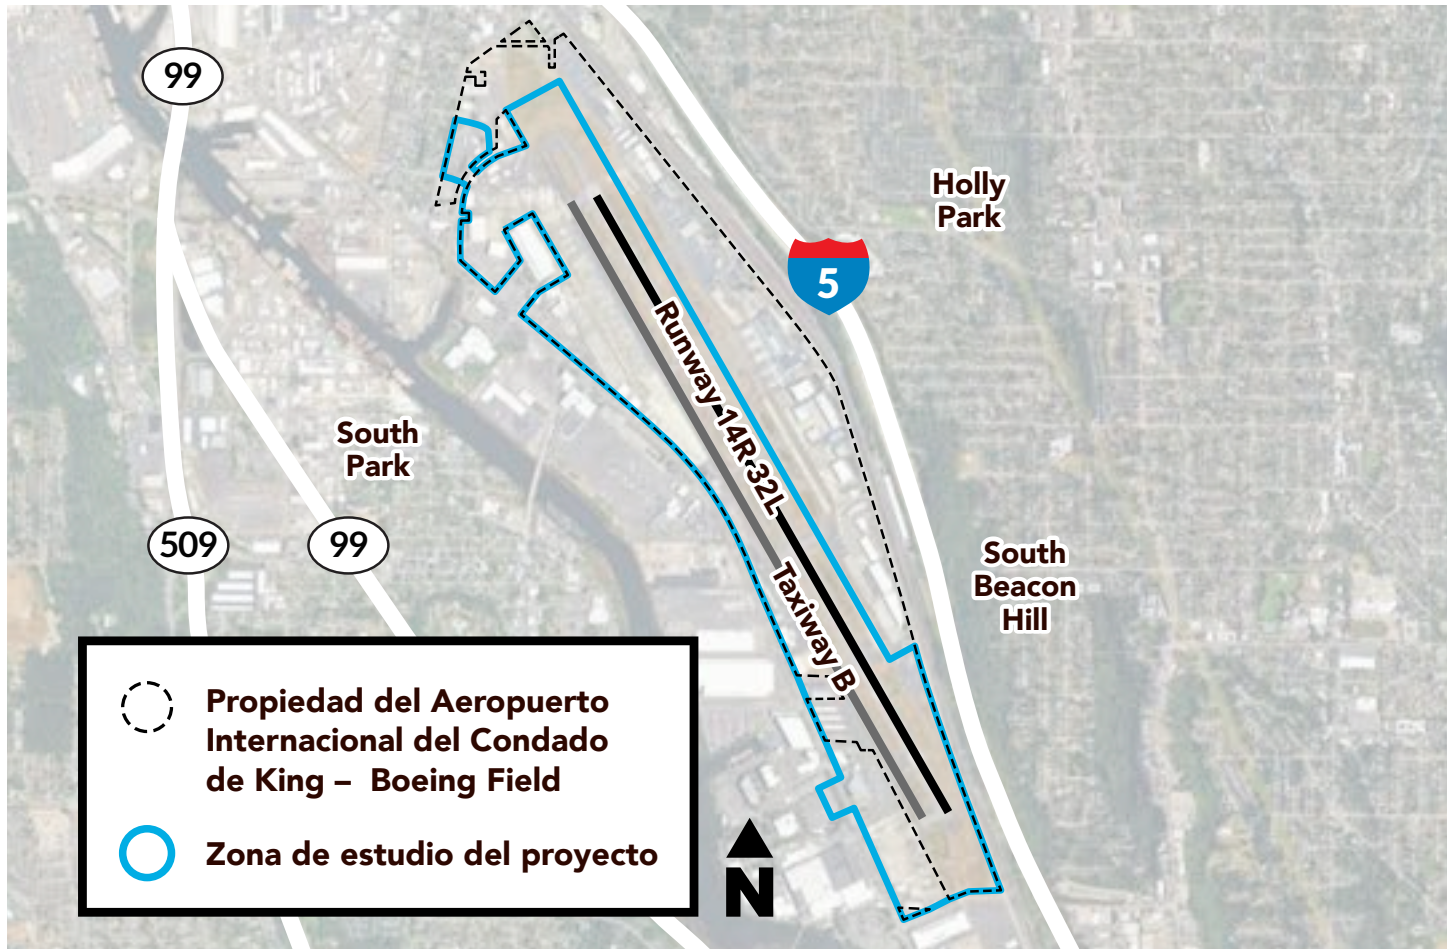 99
Holly
Park
5
Runway 14R-32L
South
Park
509
99
South
Beacon
Hill
Taxiway B
Propiedad del Aeropuerto
Internacional del Condado
de King – Boeing Field
Zona de estudio del proyecto
N